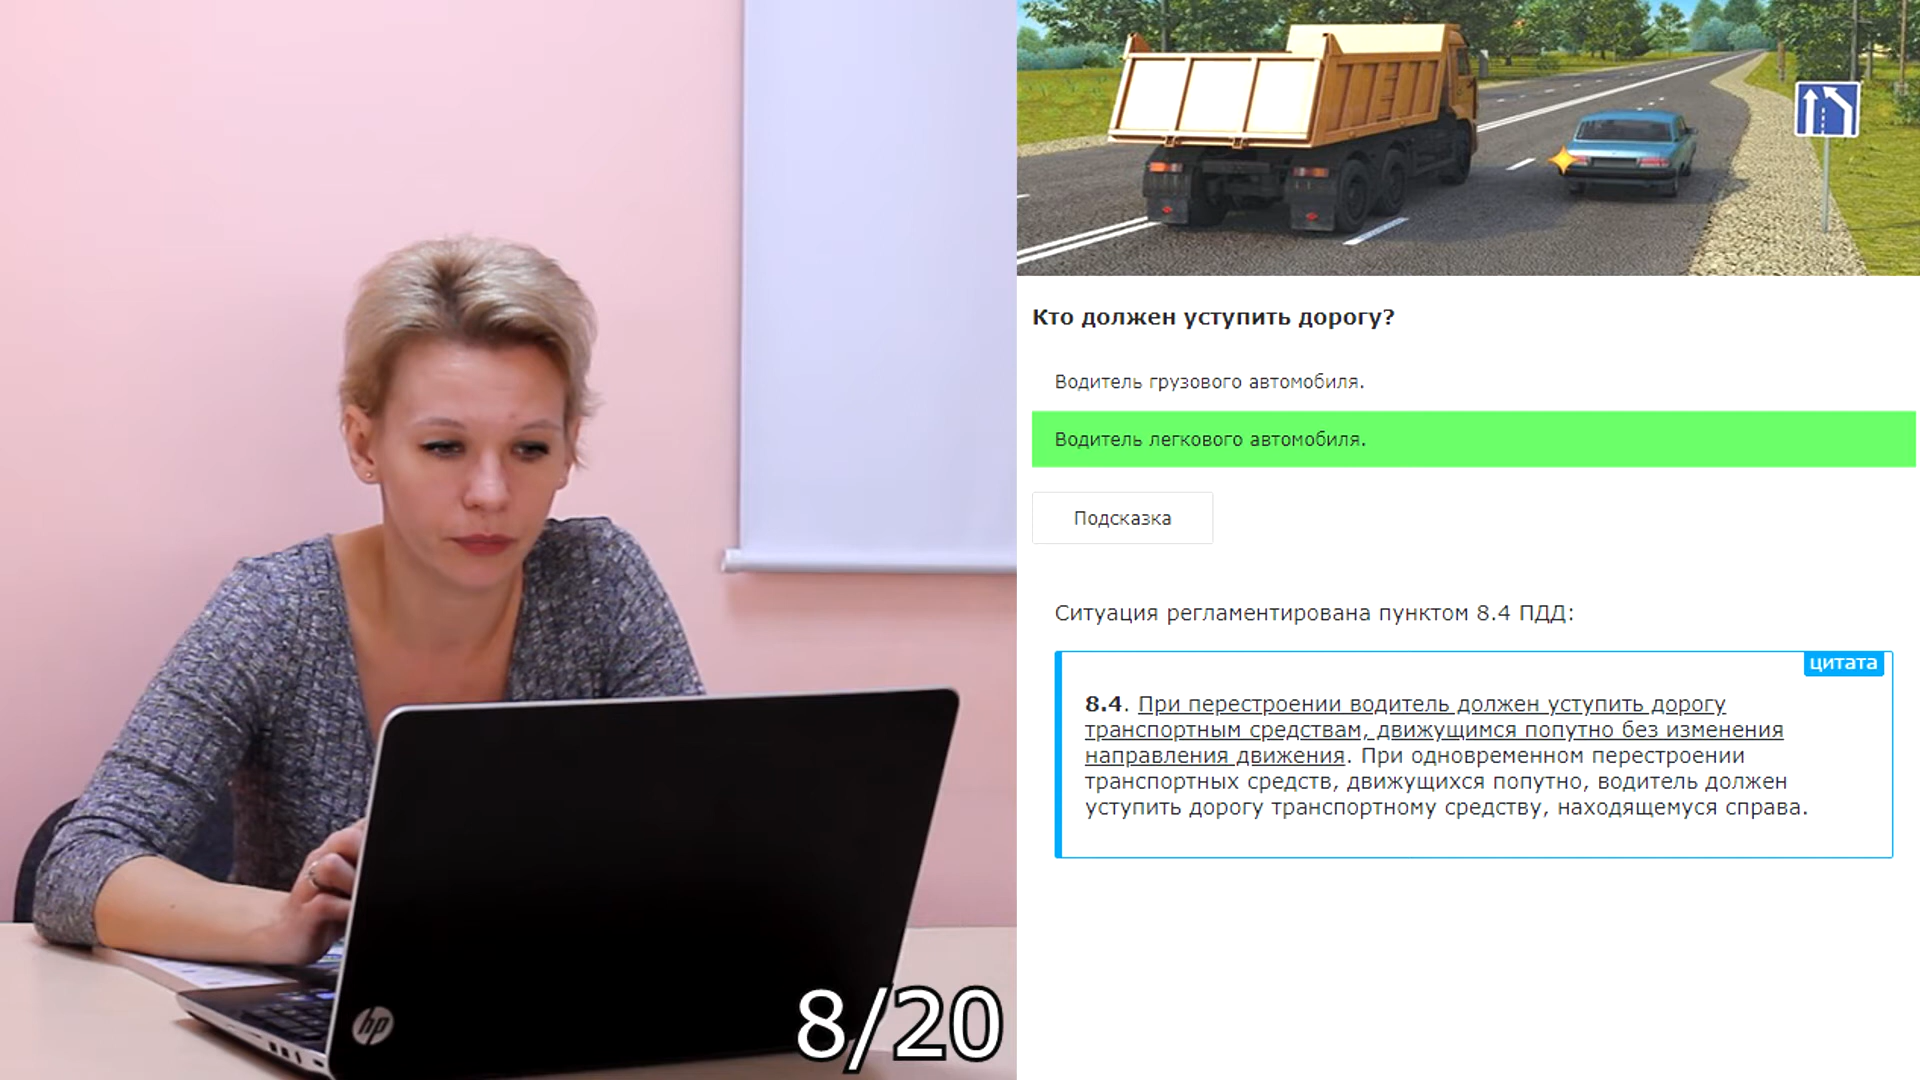 Кто должен уступить дорогу?
Водитель грузового автомобиля.
Водитель легкового автомобиля.
Подсказка
Ситуация регламентирована пунктом 8.4 ПДД:
цитата
8.4. При перестроении водитель должен уступить дорогу
транспортным средствам, движущимся попутно без изменения
направления движения. При одновременном перестроении
транспортных средств, движущихся попутно, водитель должен
уступить дорогу транспортному средству, находящемуся справа.
hp
8/20